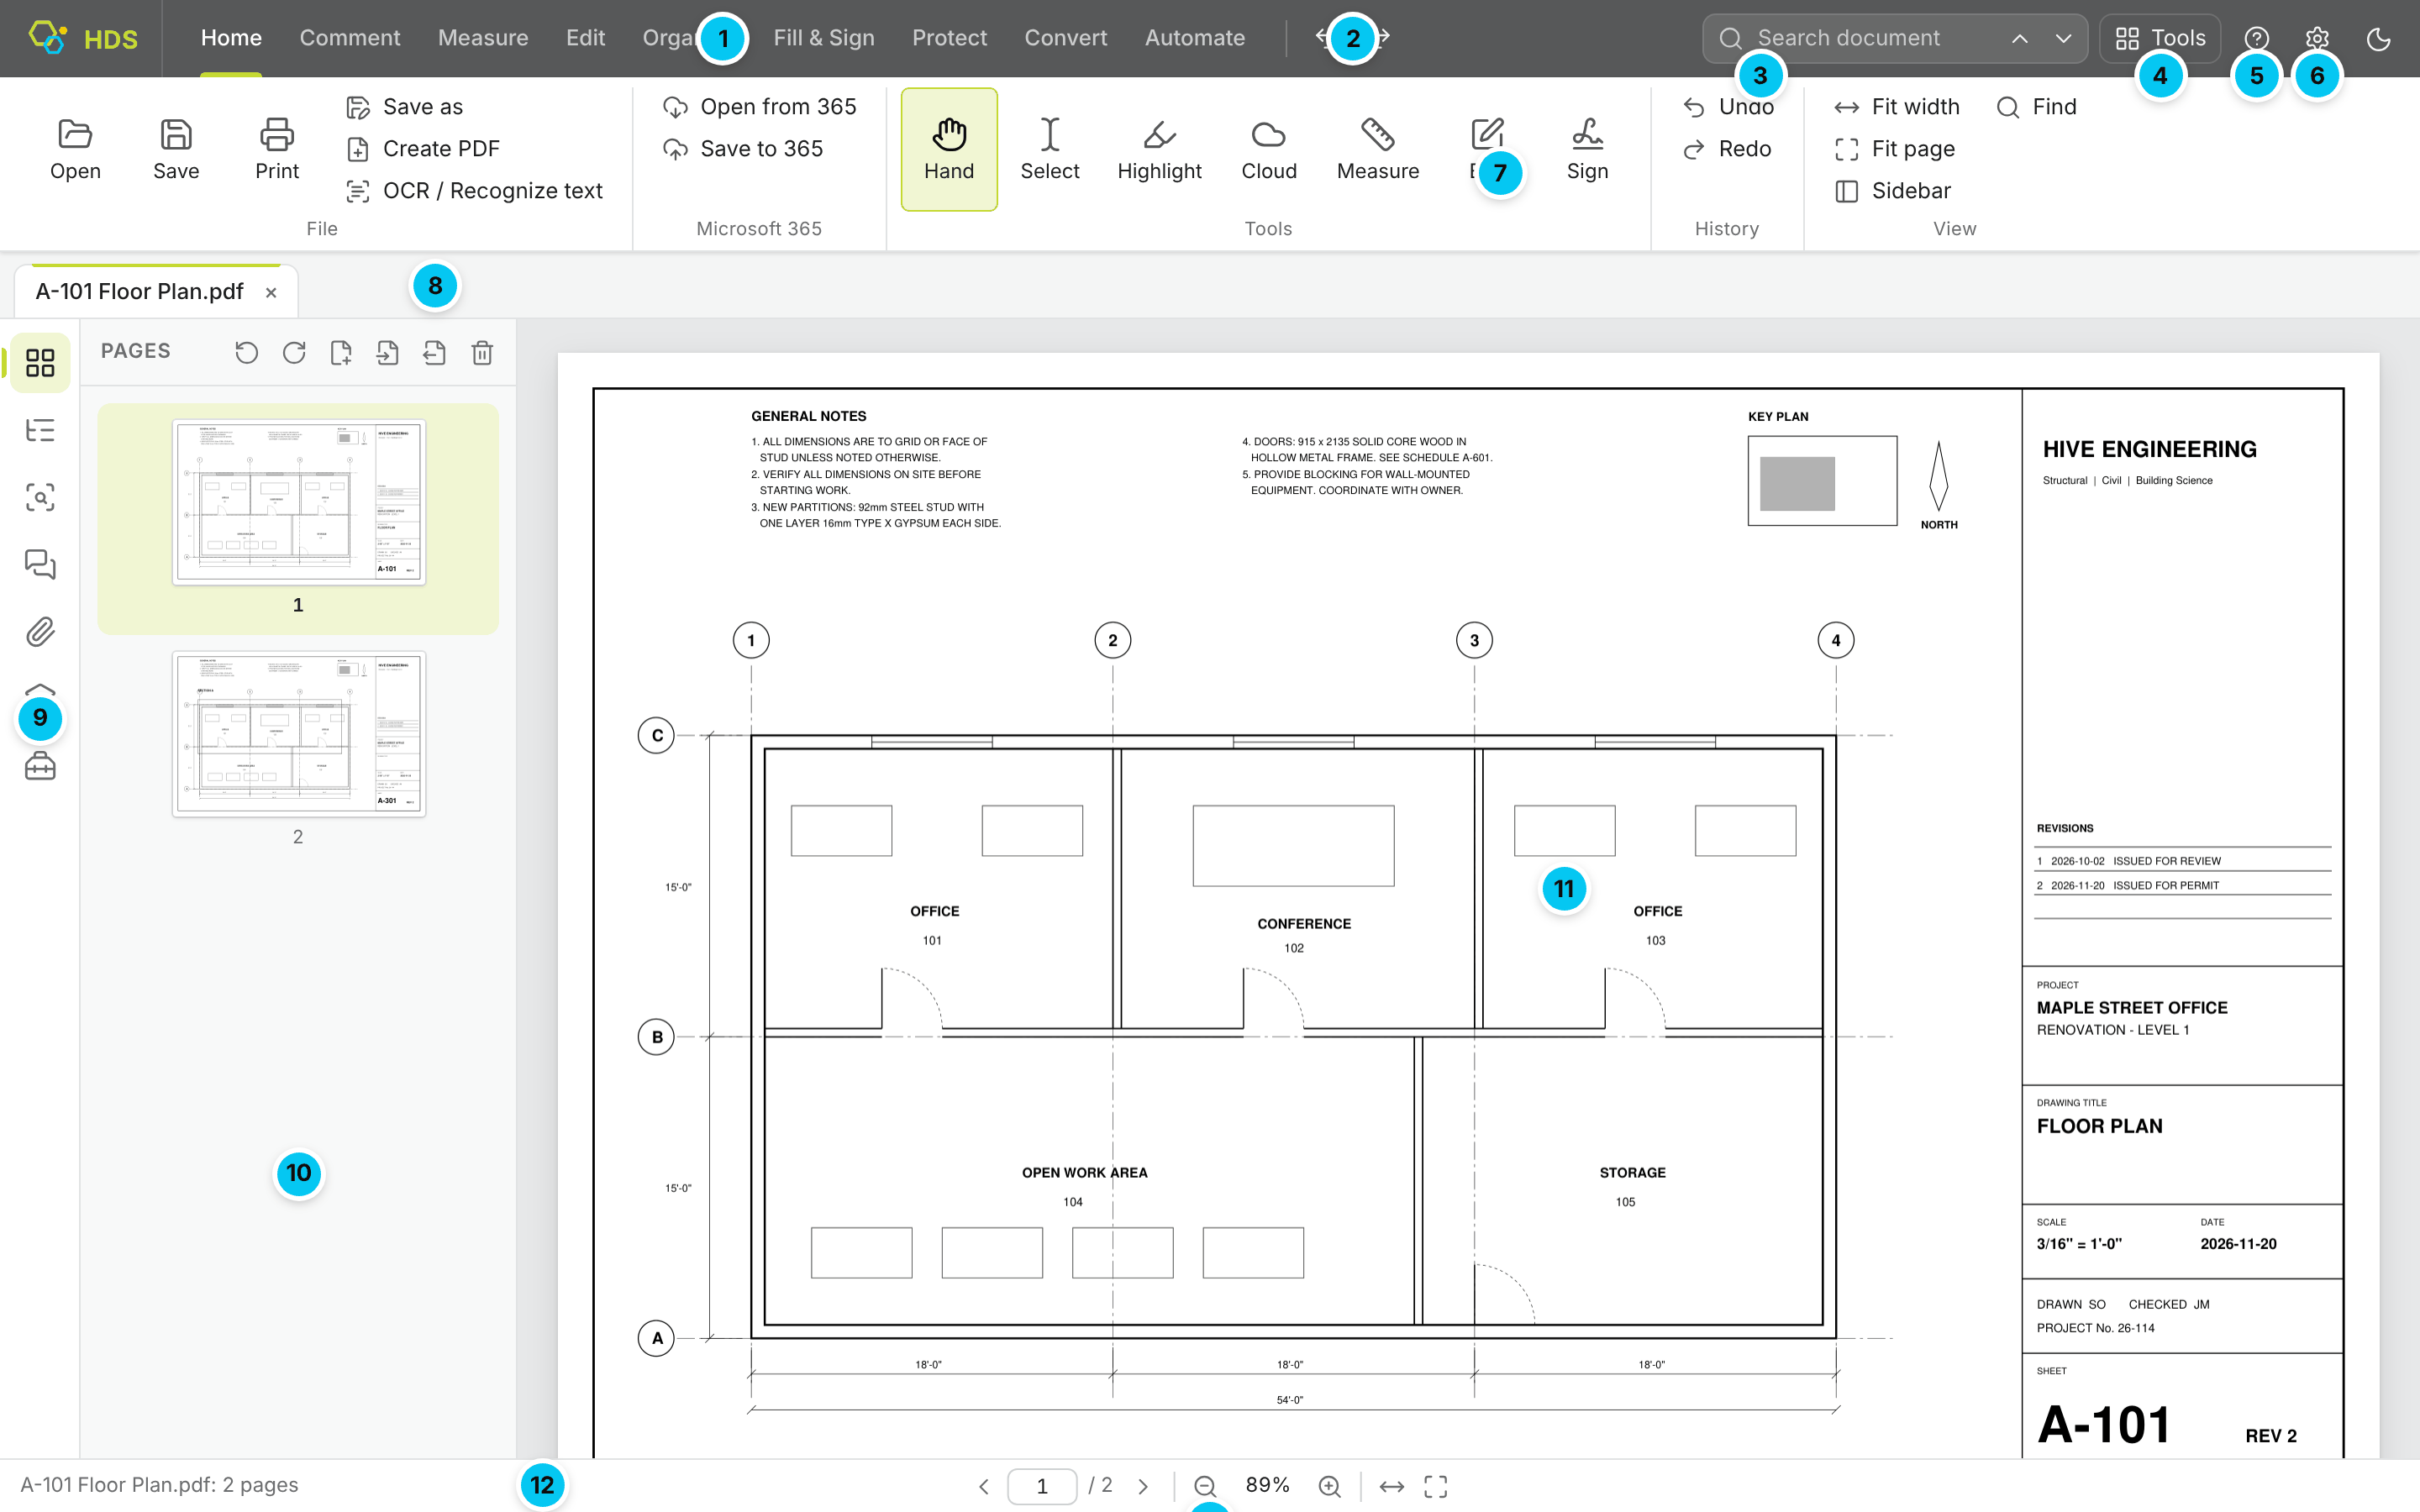 HDS
Home
Comment
Measure
Edit
1
Fill & Sign
Protect
Convert
Automate
2
Search document
Tools
3
4
5
6
Open
Save
Print
Save as
Create PDF
OCR / Recognize text
File
Open from 365
Save to 365
Microsoft 365
Hand
Select
Highlight
Cloud
Measure
7
Sign
Tools
Undo
Redo
History
Fit width
Fit page
Sidebar
Find
View
A-101 Floor Plan.pdf
8
PAGES
A-101
1
A-301
2
9
10
GENERAL NOTES
1. ALL DIMENSIONS ARE TO GRID OR FACE OF
STUD UNLESS NOTED OTHERWISE.
2. VERIFY ALL DIMENSIONS ON SITE BEFORE
STARTING WORK.
3. NEW PARTITIONS: 92mm STEEL STUD WITH
ONE LAYER 16mm TYPE X GYPSUM EACH SIDE.
4. DOORS: 915 x 2135 SOLID CORE WOOD IN
HOLLOW METAL FRAME. SEE SCHEDULE A-601.
5. PROVIDE BLOCKING FOR WALL-MOUNTED
EQUIPMENT. COORDINATE WITH OWNER.
KEY PLAN
NORTH
1
2
3
4
C
B
A
15'-0"
15'-0"
OFFICE
101
CONFERENCE
102
11
OFFICE
103
OPEN WORK AREA
104
STORAGE
105
18'-0"
18'-0"
18'-0"
54'-0"
HIVE ENGINEERING
Structural | Civil | Building Science
REVISIONS
1 2026-10-02 ISSUED FOR REVIEW
2 2026-11-20 ISSUED FOR PERMIT
PROJECT
MAPLE STREET OFFICE
RENOVATION - LEVEL 1
DRAWING TITLE
FLOOR PLAN
SCALE
3/16" = 1'-0"
DATE
2026-11-20
DRAWN SO CHECKED JM
PROJECT No. 26-114
SHEET
A-101
REV 2
A-101 Floor Plan.pdf: 2 pages
12
1 / 2
89%